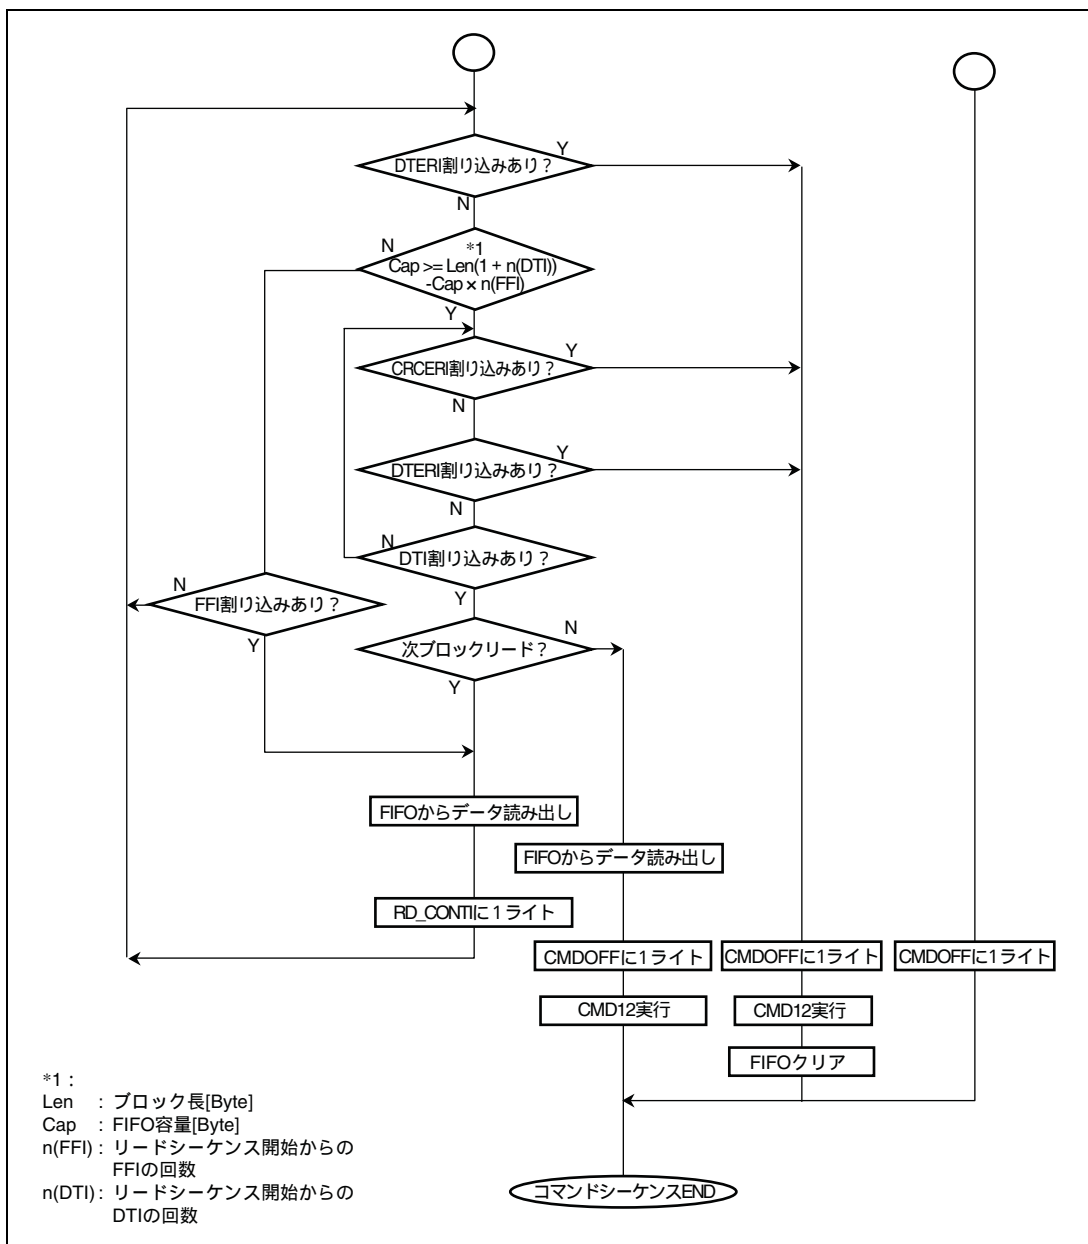 DTERI割り込みあり？
Y
N
N
*1
Cap >= Len(1 + n(DTI))
-Cap × n(FFI)
Y
CRCERI割り込みあり？
Y
N
DTERI割り込みあり？
Y
N
N
DTI割り込みあり？
Y
N
FFI割り込みあり？
Y
次ブロックリード？
N
Y
FIFOからデータ読み出し
FIFOからデータ読み出し
RD_CONTIに１ライト
CMDOFFに1ライト
CMDOFFに1ライト
CMDOFFに1ライト
CMD12実行
CMD12実行
FIFOクリア
*1 :
Len : ブロック長[Byte]
Cap : FIFO容量[Byte]
n(FFI) : リードシーケンス開始からの
FFIの回数
n(DTI) : リードシーケンス開始からの
DTIの回数
コマンドシーケンスEND